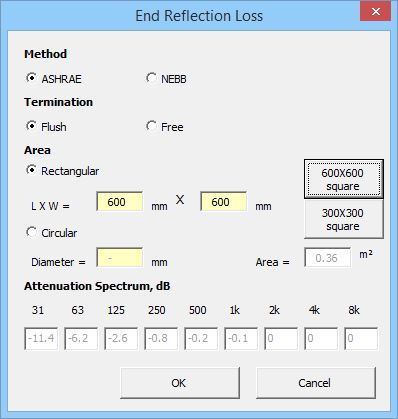 End Reflection Loss
Method
ASHRAE NEBB
Termination
Flush Free
Area
Rectangular
600X600
square
L X W = 600 mm X 600 mm
300X300
square
Circular
Diameter = - mm Area = 0.36 m²
Attenuation Spectrum, dB
31 63 125 250 500 1k 2k 4k 8k
-11.4 -6.2 -2.6 -0.8 -0.2 -0.1 0 0 0
OK Cancel